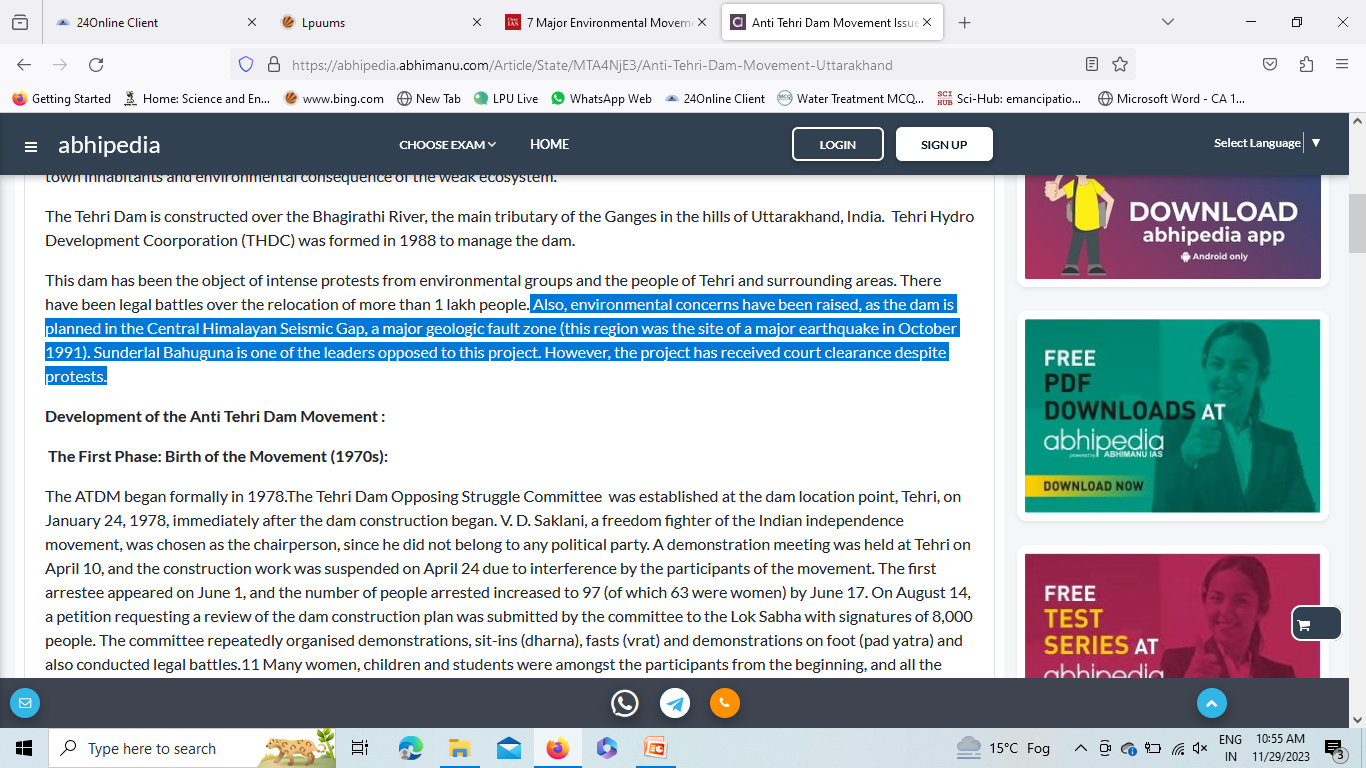 24Online Client
Lpuums
7 Major Environmental Movem
Anti Tehri Dam Movement Issue
https://abhipedia.abhimanu.com/Article/State/MTA4NjE3/Anti-Tehri-Dam-Movement-Uttarakhand
Getting Started
Home: Science and En...
www.bing.com
New Tab
LPU Live
WhatsApp Web
24Online Client
MCQ
Water Treatment MCQ...
SCI HUB
Sci-Hub: emancipatio...
Microsoft Word - CA 1...
abhipedia
CHOOSE EXAM
HOME
LOGIN
SIGN UP
Select Language
▼
town inhabitants and environmental consequence of the weak ecosystem.
The Tehri Dam is constructed over the Bhagirathi River, the main tributary of the Ganges in the hills of Uttarakhand, India.  Tehri Hydro
Development Coorporation (THDC) was formed in 1988 to manage the dam.
This dam has been the object of intense protests from environmental groups and the people of Tehri and surrounding areas. There
have been legal battles over the relocation of more than 1 lakh people. Also, environmental concerns have been raised, as the dam is
planned in the Central Himalayan Seismic Gap, a major geologic fault zone (this region was the site of a major earthquake in October
1991). Sunderlal Bahuguna is one of the leaders opposed to this project. However, the project has received court clearance despite
protests.
Development of the Anti Tehri Dam Movement :
The First Phase: Birth of the Movement (1970s):
The ATDM began formally in 1978.The Tehri Dam Opposing Struggle Committee  was established at the dam location point, Tehri, on
January 24, 1978, immediately after the dam construction began. V. D. Saklani, a freedom fighter of the Indian independence
movement, was chosen as the chairperson, since he did not belong to any political party. A demonstration meeting was held at Tehri on
April 10, and the construction work was suspended on April 24 due to interference by the participants of the movement. The first
arrestee appeared on June 1, and the number of people arrested increased to 97 (of which 63 were women) by June 17. On August 14,
a petition requesting a review of the dam construction plan was submitted by the committee to the Lok Sabha with signatures of 8,000
people. The committee repeatedly organised demonstrations, sit-ins (dharna), fasts (vrat) and demonstrations on foot (pad yatra) and
also conducted legal battles.11 Many women, children and students were amongst the participants from the beginning, and all the
DOWNLOAD
abhipedia app
Android only
FREE
PDF
DOWNLOADS AT
abhipedia
powered by ABHIMANU IAS
DOWNLOAD NOW
FREE
TEST
SERIES AT
abhipedia
Type here to search
15°C Fog
ENG
IN
10:55 AM
11/29/2023
3